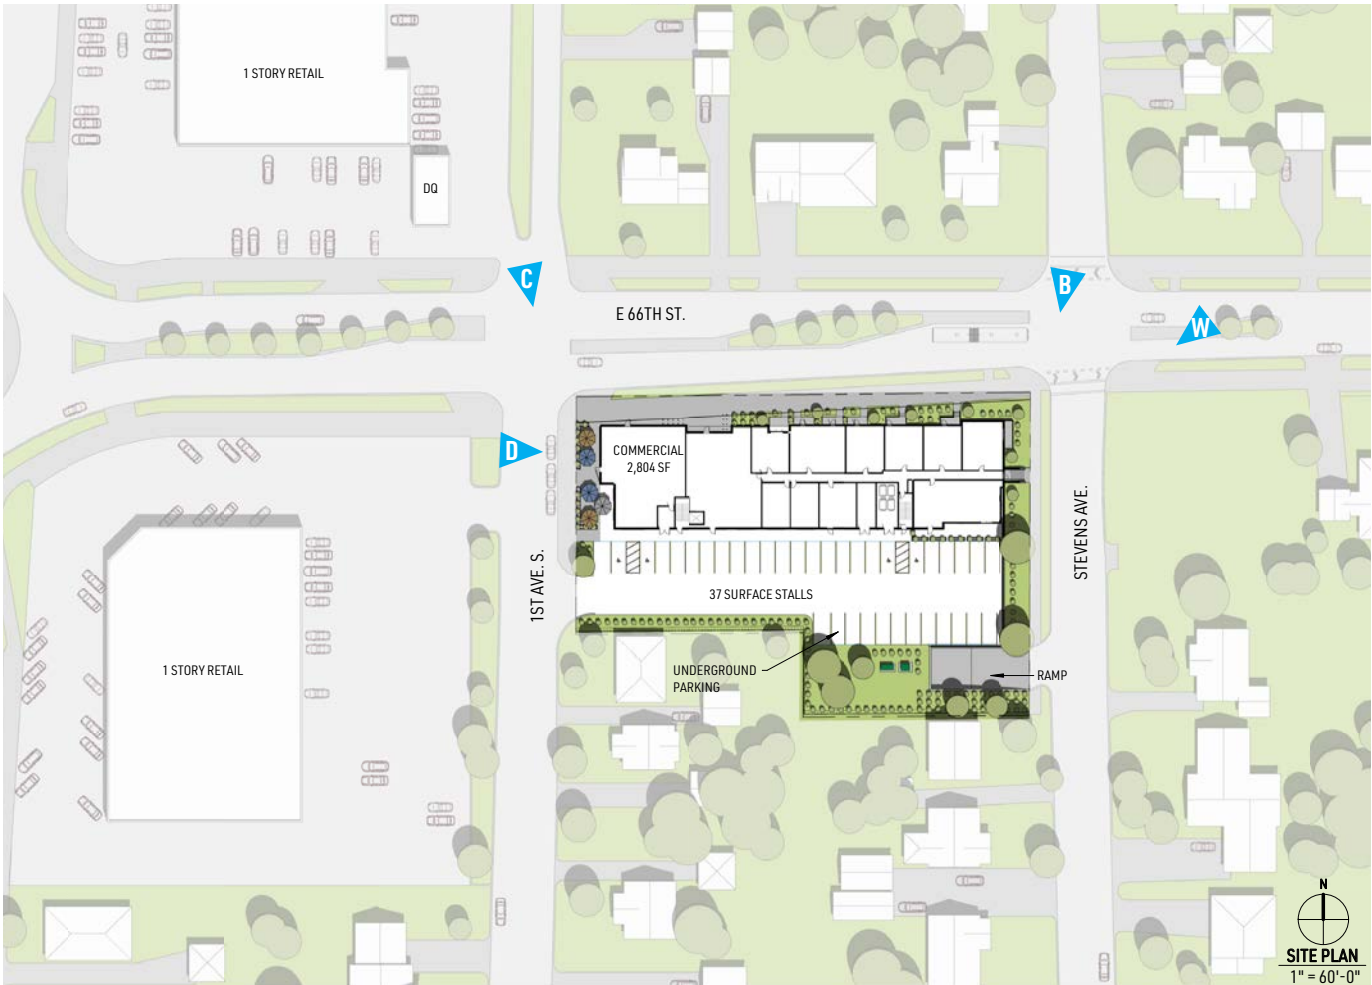 1 STORY RETAIL
DQ
C
B
E 66TH ST.
W
D
COMMERCIAL
2,804 SF
STEVENS AVE.
1ST AVE. S.
37 SURFACE STALLS
1 STORY RETAIL
UNDERGROUND
PARKING
RAMP
N
SITE PLAN
1" = 60'-0"